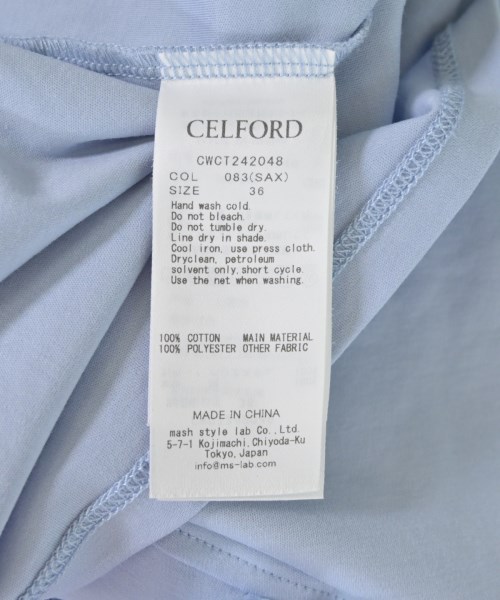 CELFORD
CWCT242048
COL 083(SAX)
SIZE 36
Hand wash cold.
Do not bleach.
Do not tumble dry.
Line dry in shade.
Cool iron, use press cloth.
Dryclean, petroleum
solvent only, short cycle.
Use the net when washing.
100% COTTON MAIN MATERIAL
100% POLYESTER OTHER FABRIC
MADE IN CHINA
mash style lab Co.,Ltd.
5-7-1 Kojimachi,Chiyoda-Ku
Tokyo, Japan
info@ms-lab.com